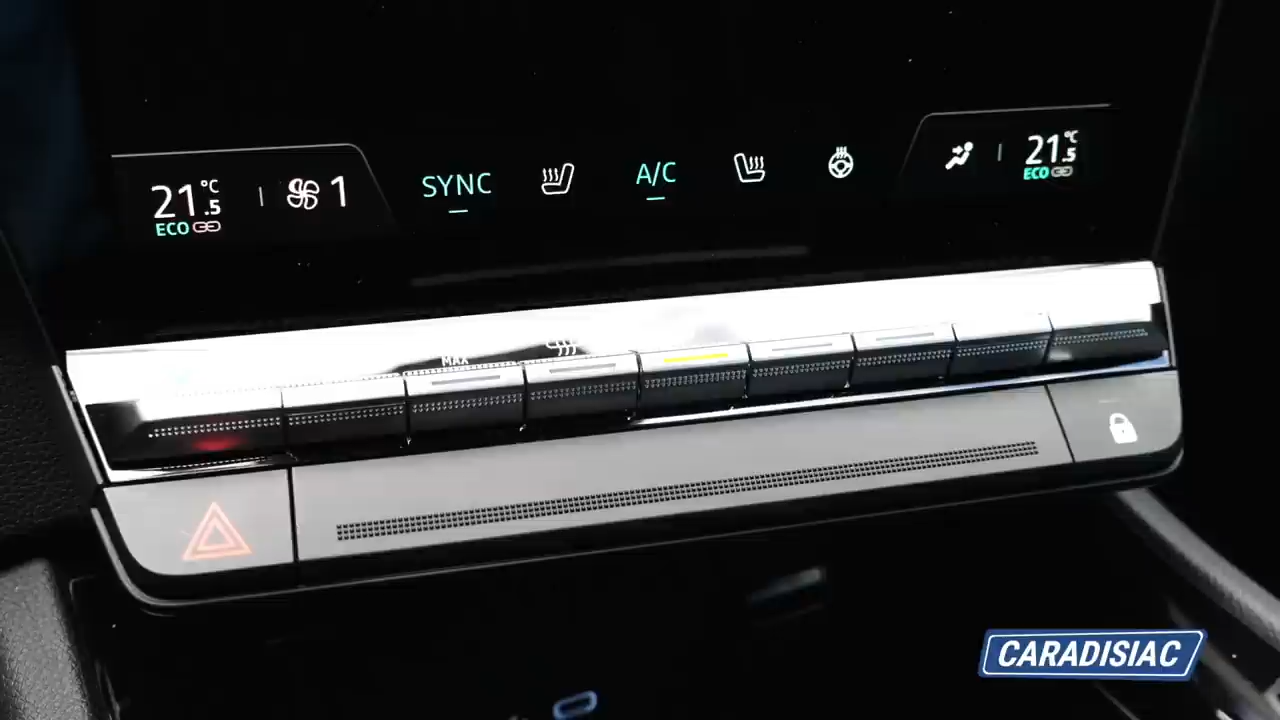 21.5 °C
ECO
1
SYNC
A/C
21.5 °C
ECO
MAX
CARADISIAC